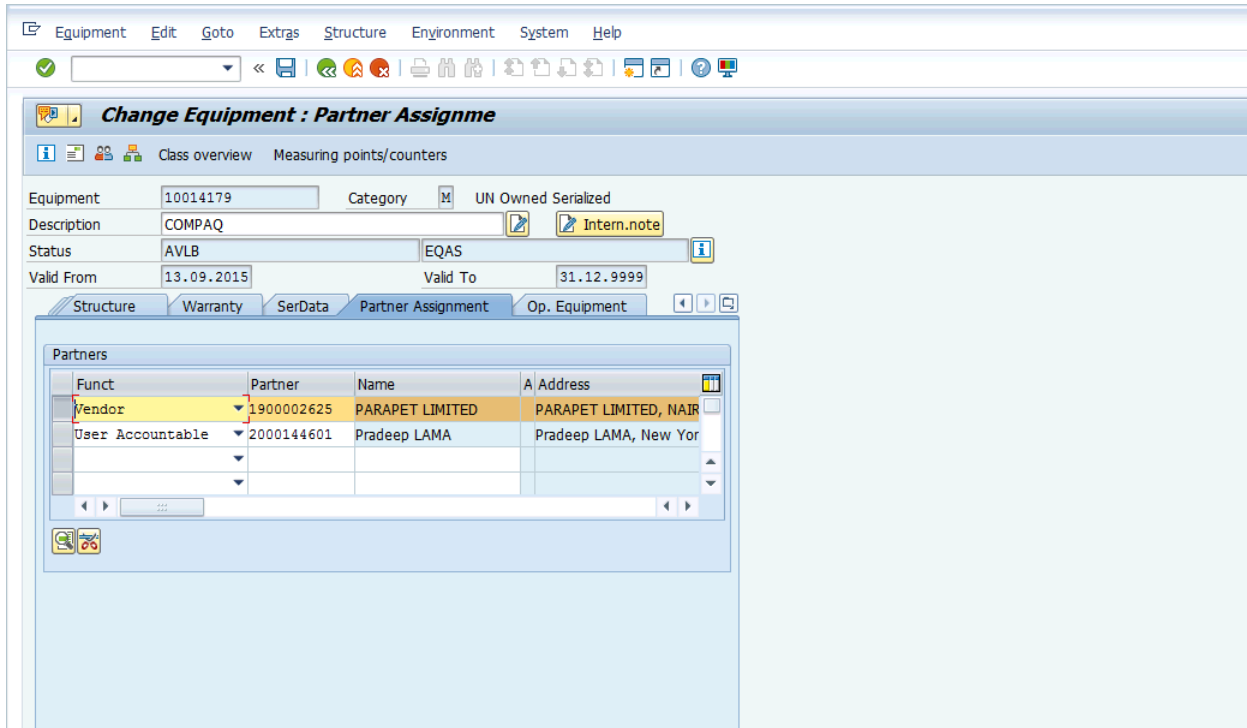 Equipment Edit Goto Extras Structure Environment System Help
Change Equipment : Partner Assignme
Class overview Measuring points/counters
Equipment 10014179 Category M UN Owned Serialized
Description COMPAQ Intern.note
Status AVLB EQAS
Valid From 13.09.2015 Valid To 31.12.9999
Structure Warranty SerData Partner Assignment Op. Equipment
Partners
Funct Partner Name A Address
Vendor 1900002625 PARAPET LIMITED PARAPET LIMITED, NAIR
User Accountable 2000144601 Pradeep LAMA Pradeep LAMA, New Yor